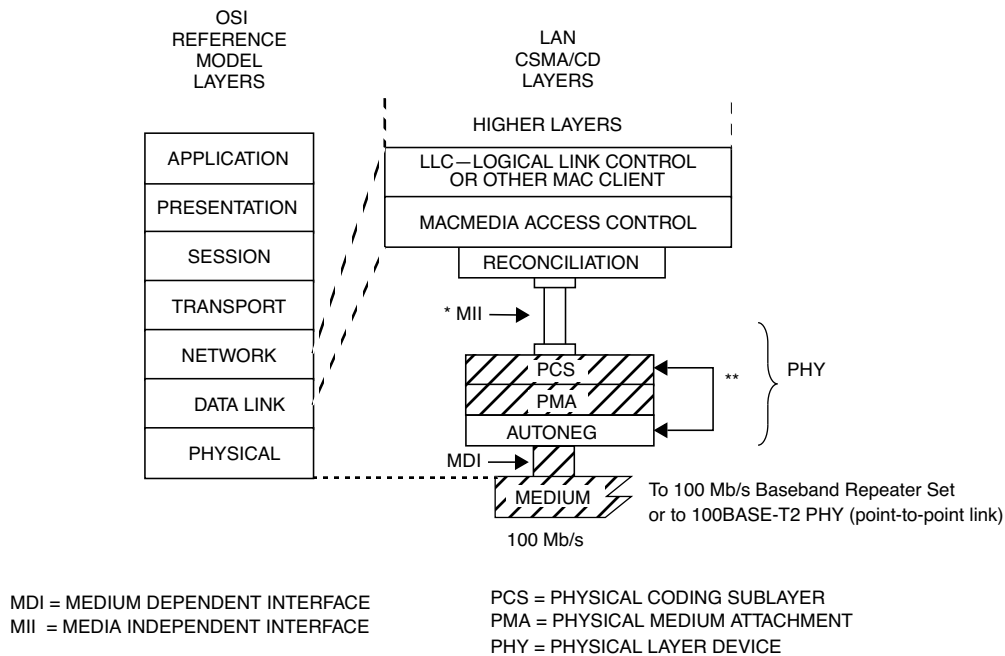 OSI
REFERENCE
MODEL
LAYERS
LAN
CSMA/CD
LAYERS
HIGHER LAYERS
APPLICATION
PRESENTATION
SESSION
TRANSPORT
NETWORK
DATA LINK
PHYSICAL
LLC—LOGICAL LINK CONTROL
OR OTHER MAC CLIENT
MACMEDIA ACCESS CONTROL
RECONCILIATION
* MII
PCS
PMA
AUTONEG
**
PHY
MDI
MEDIUM
100 Mb/s
To 100 Mb/s Baseband Repeater Set
or to 100BASE-T2 PHY (point-to-point link)
MDI = MEDIUM DEPENDENT INTERFACE
MII = MEDIA INDEPENDENT INTERFACE
PCS = PHYSICAL CODING SUBLAYER
PMA = PHYSICAL MEDIUM ATTACHMENT
PHY = PHYSICAL LAYER DEVICE